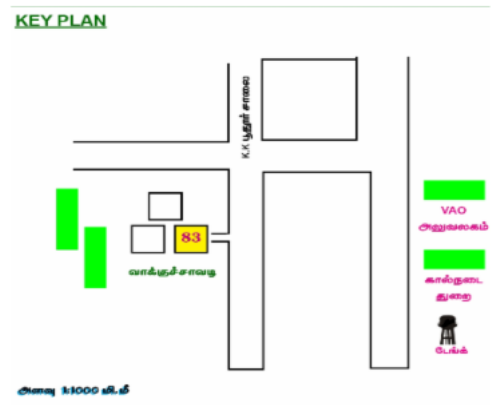 KEY PLAN
K.K பூதூர் சாலை
83
வாக்குச்சாவடி
VAO
அலுவலகம்
கால்நடை
துறை
டேங்க்
அளவு 1:1000 மி.மீ